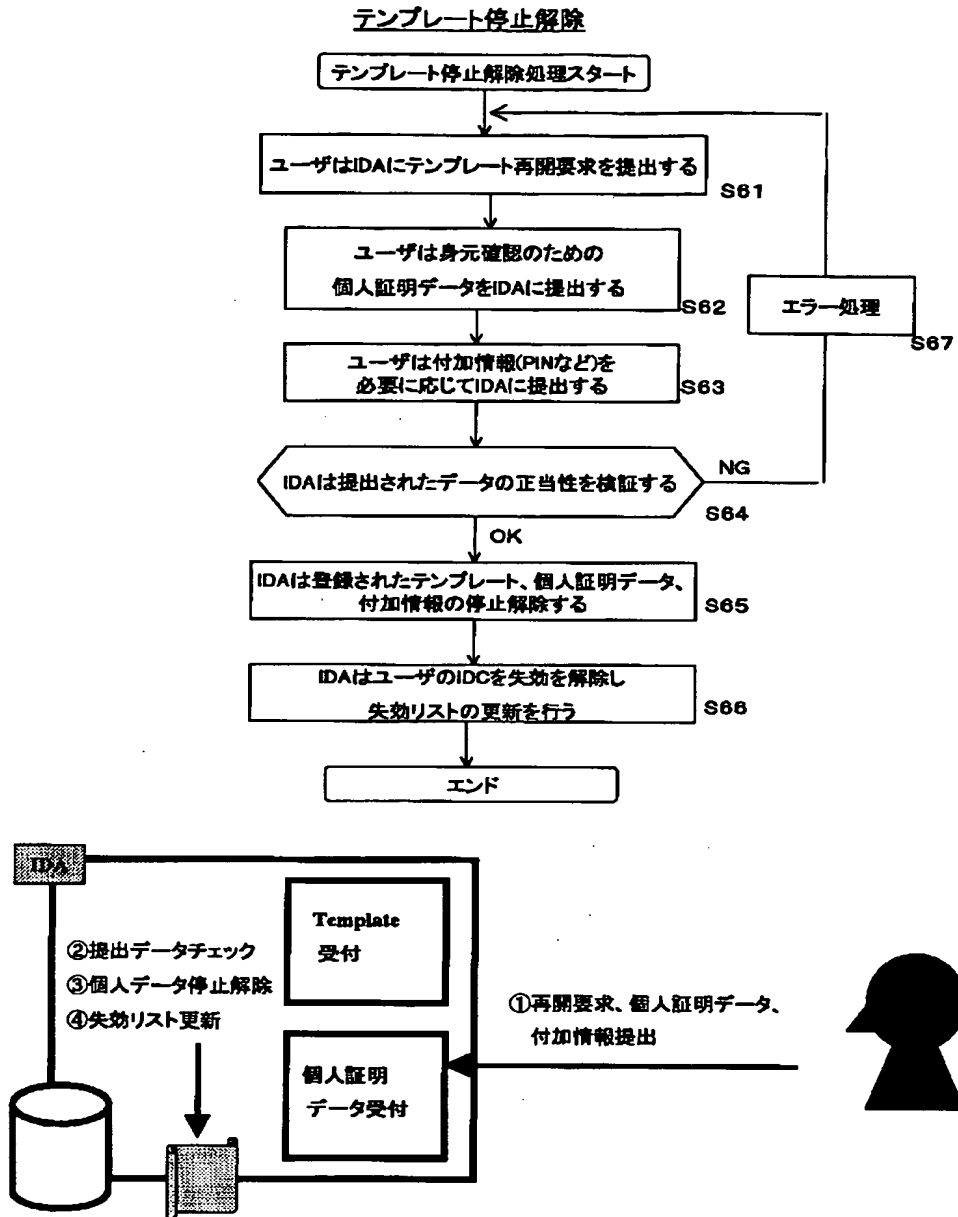 テンプレート停止解除
テンプレート停止解除処理スタート
ユーザはIDAにテンプレート再開要求を提出する
S61
ユーザは身元確認のための
個人証明データをIDAに提出する
S62
エラー処理
S67
ユーザは付加情報(PINなど)を
必要に応じてIDAに提出する
S63
IDAは提出されたデータの正当性を検証する
NG
S64
OK
IDAは登録されたテンプレート、個人証明データ、
付加情報の停止解除する
S65
IDAはユーザのIDCを失効を解除し
失効リストの更新を行う
S66
エンド
IDA
Template
受付
②提出データチェック
③個人データ停止解除
④失効リスト更新
①再開要求、個人証明データ、
付加情報提出
個人証明
データ受付